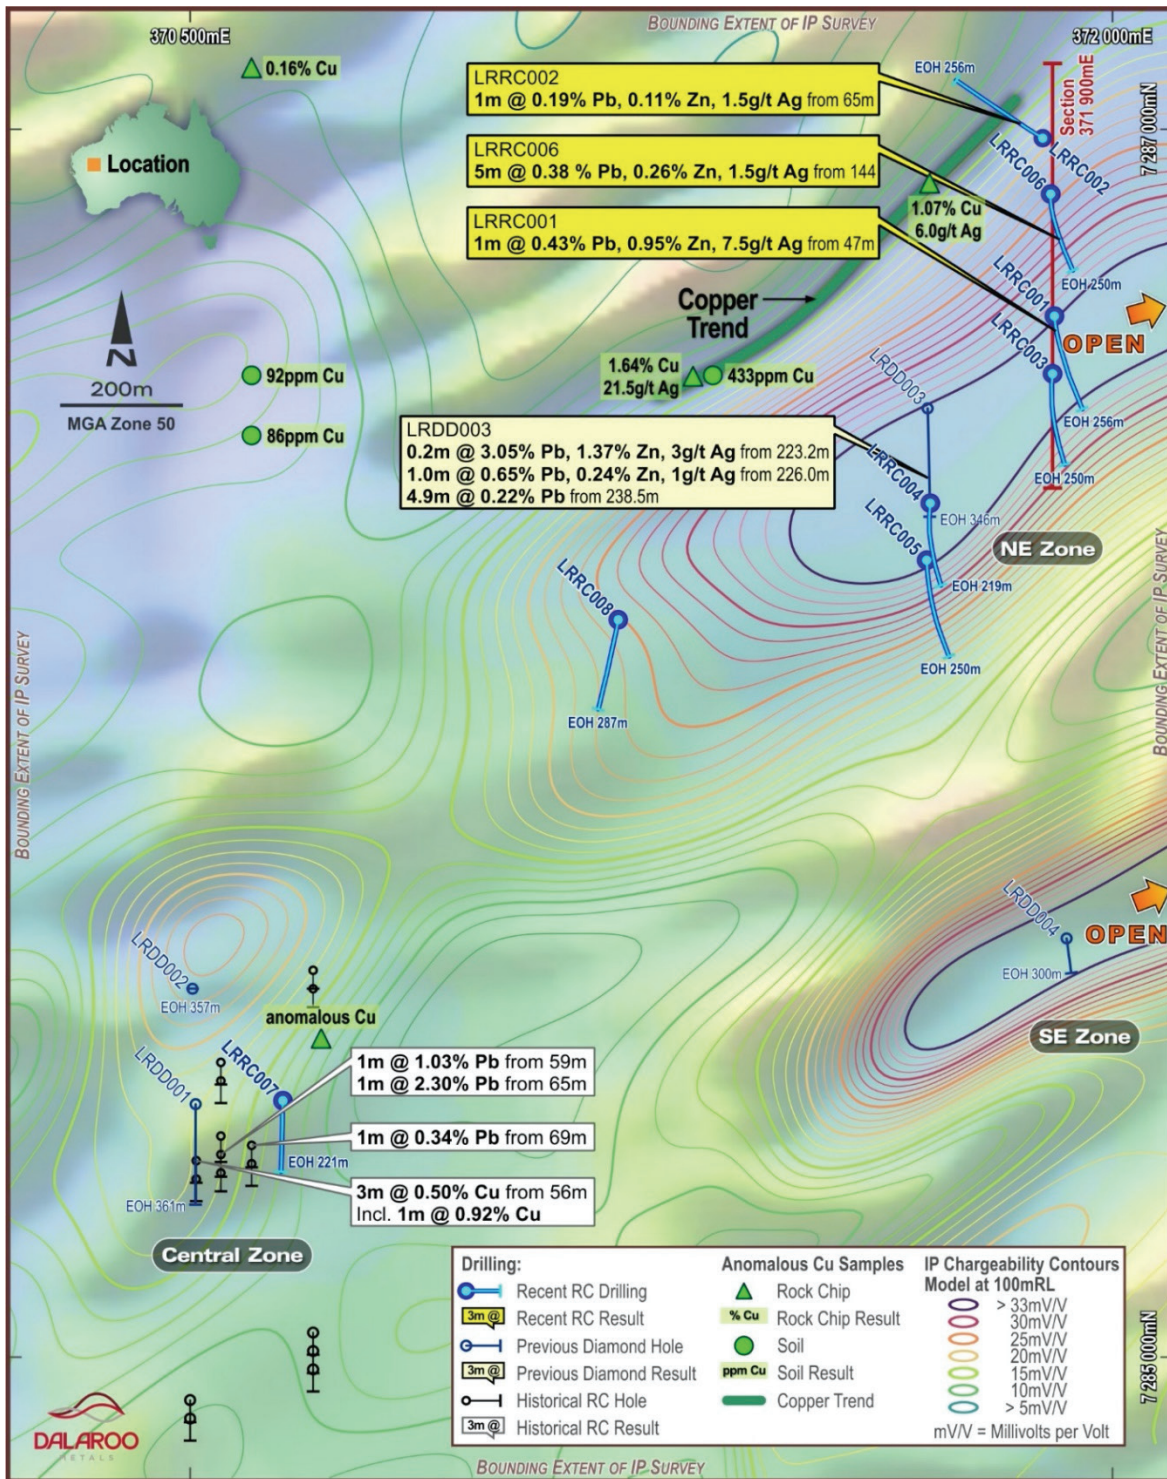 BOUNDING EXTENT OF IP SURVEY
370 500mE
372 000mE
0.16% Cu
EOH 256m
LRRC002
1m @ 0.19% Pb, 0.11% Zn, 1.5g/t Ag from 65m
Section
371 900mE
7 287 000mN
Location
LRRC002
LRRC006
LRRC006
5m @ 0.38 % Pb, 0.26% Zn, 1.5g/t Ag from 144
1.07% Cu
6.0g/t Ag
LRRC001
1m @ 0.43% Pb, 0.95% Zn, 7.5g/t Ag from 47m
EOH 250m
Copper
Trend
LRRC001
OPEN
N
200m
MGA Zone 50
92ppm Cu
86ppm Cu
1.64% Cu
21.5g/t Ag
433ppm Cu
LRRC003
LRDD003
EOH 256m
LRDD003
0.2m @ 3.05% Pb, 1.37% Zn, 3g/t Ag from 223.2m
1.0m @ 0.65% Pb, 0.24% Zn, 1g/t Ag from 226.0m
4.9m @ 0.22% Pb from 238.5m
LRRC004
EOH 250m
EOH 346m
NE Zone
LRRC005
EOH 219m
LRRC008
EOH 250m
EOH 287m
BOUNDING EXTENT OF IP SURVEY
BOUNDING EXTENT OF IP SURVEY
LRDD004
OPEN
EOH 300m
SE Zone
LRDD002
EOH 357m
anomalous Cu
LRDD001
LRRC007
1m @ 1.03% Pb from 59m
1m @ 2.30% Pb from 65m
1m @ 0.34% Pb from 69m
EOH 221m
3m @ 0.50% Cu from 56m
Incl. 1m @ 0.92% Cu
EOH 361m
Central Zone
Drilling:
Recent RC Drilling
3m @
Recent RC Result
Previous Diamond Hole
3m @
Previous Diamond Result
Historical RC Hole
3m @
Historical RC Result
Anomalous Cu Samples
Rock Chip
% Cu
Rock Chip Result
Soil
ppm Cu
Soil Result
Copper Trend
IP Chargeability Contours
Model at 100mRL
> 33mV/V
30mV/V
25mV/V
20mV/V
15mV/V
10mV/V
> 5mV/V
mV/V = Millivolts per Volt
7 285 000mN
DALAROO
METALS
BOUNDING EXTENT OF IP SURVEY